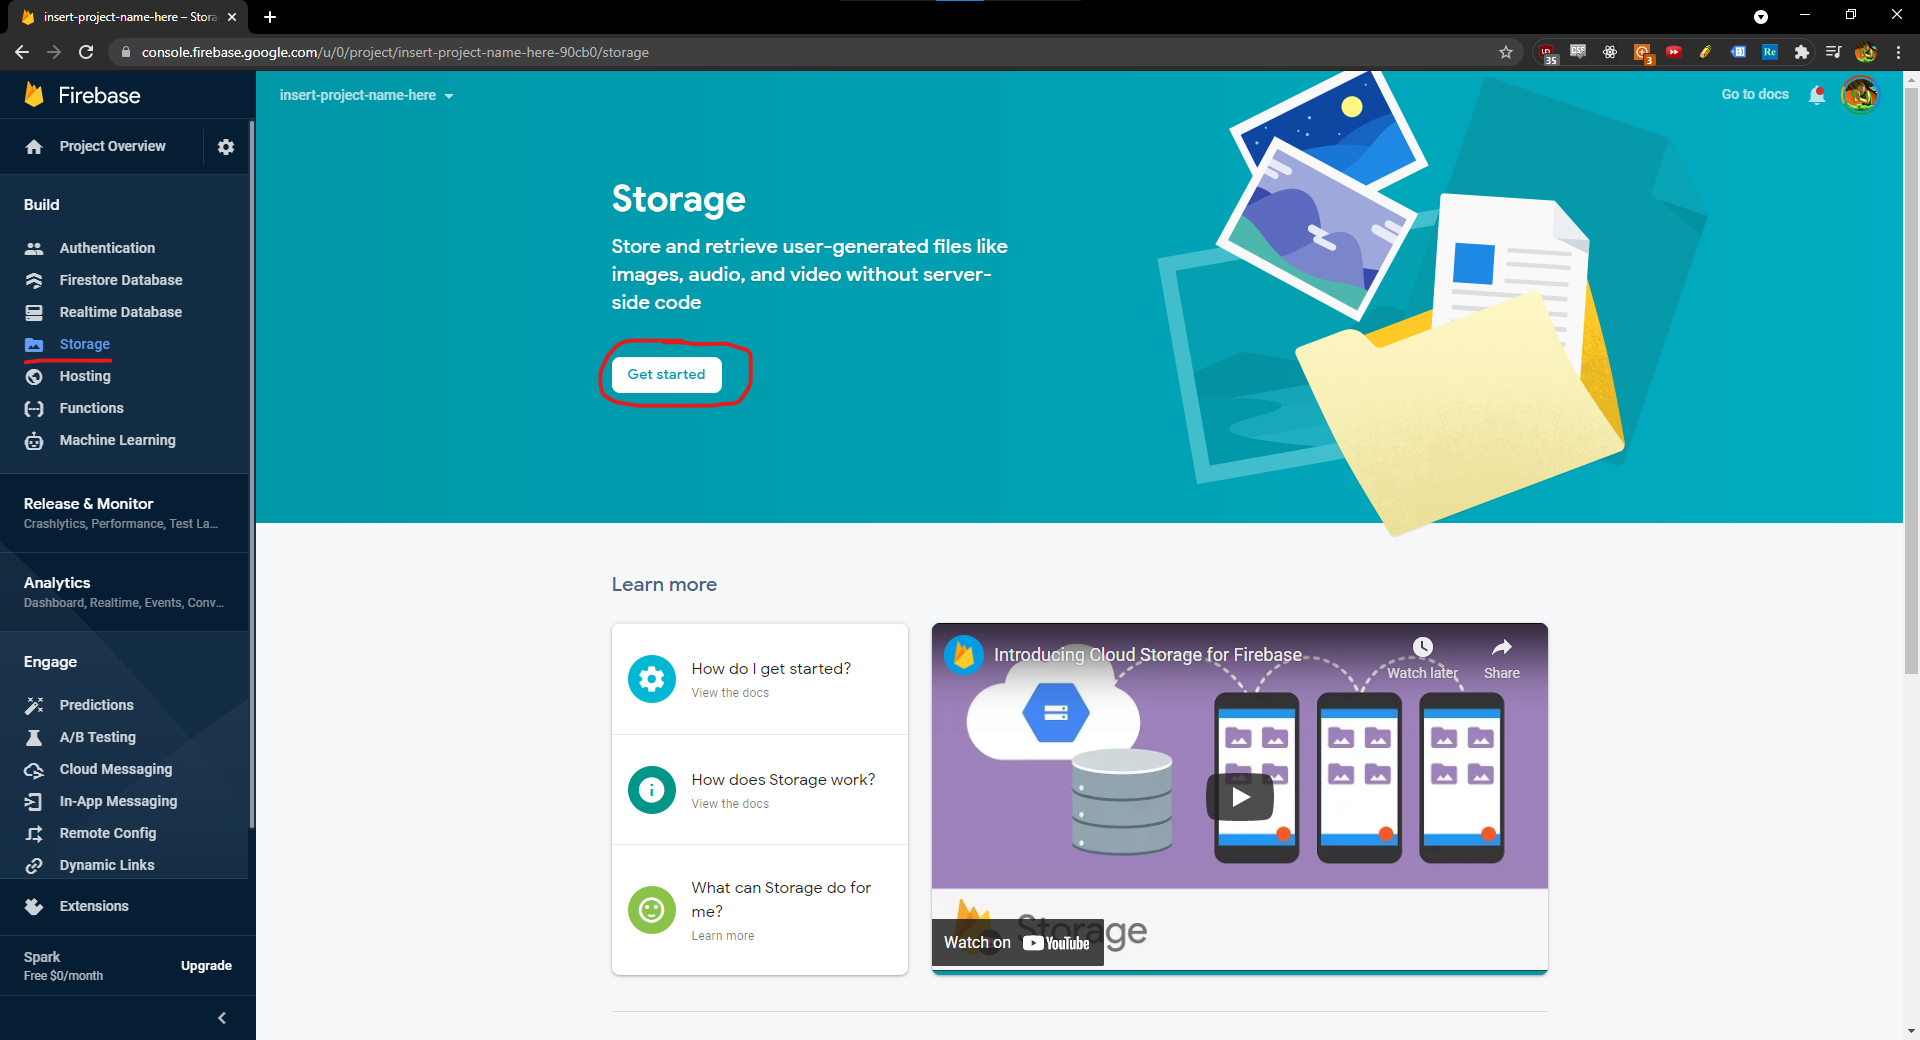 insert-project-name-here – Stora
console.firebase.google.com/u/0/project/insert-project-name-here-90cb0/storage
35
CSP
3
Re
Firebase
insert-project-name-here
Go to docs
Project Overview
Build
Authentication
Firestore Database
Realtime Database
Storage
Hosting
Functions
Machine Learning
Release & Monitor
Crashlytics, Performance, Test La...
Analytics
Dashboard, Realtime, Events, Conv...
Engage
Predictions
A/B Testing
Cloud Messaging
In-App Messaging
Remote Config
Dynamic Links
Extensions
Spark
Free $0/month
Upgrade
Storage
Store and retrieve user-generated files like
images, audio, and video without server-
side code
Get started
Learn more
How do I get started?
View the docs
How does Storage work?
View the docs
What can Storage do for
me?
Learn more
Introducing Cloud Storage for Firebase
Watch later
Share
Storage
Watch on YouTube